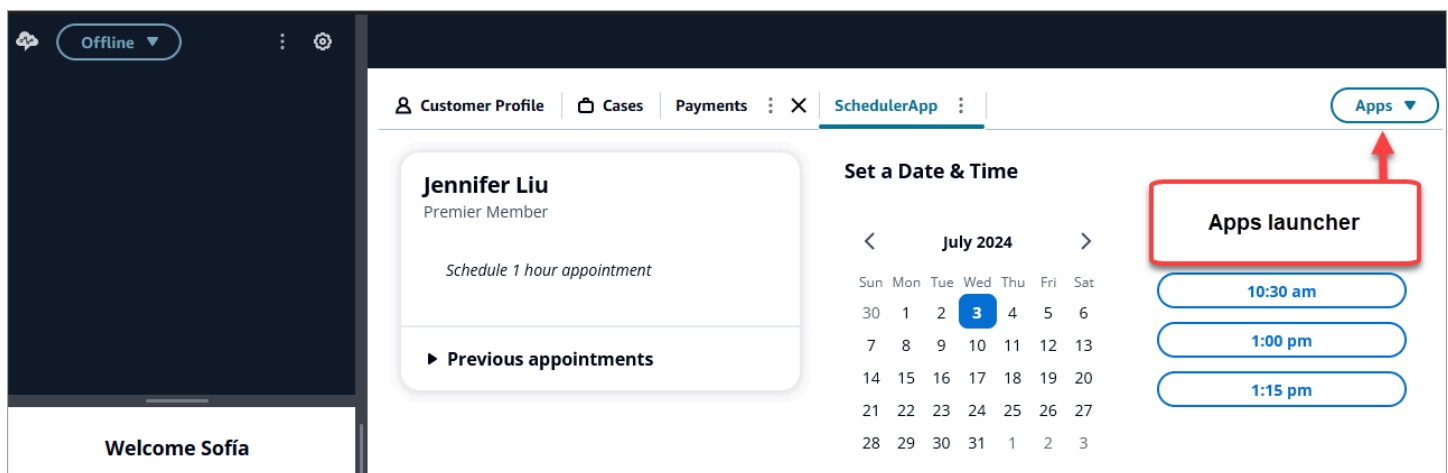 Offline
Customer Profile
Cases
Payments
SchedulerApp
Apps
Jennifer Liu
Premier Member
Schedule 1 hour appointment
Previous appointments
Set a Date & Time
July 2024
Sun Mon Tue Wed Thu Fri Sat
30 1 2 3 4 5 6
7 8 9 10 11 12 13
14 15 16 17 18 19 20
21 22 23 24 25 26 27
28 29 30 31 1 2 3
Apps launcher
10:30 am
1:00 pm
1:15 pm
Welcome Sofía